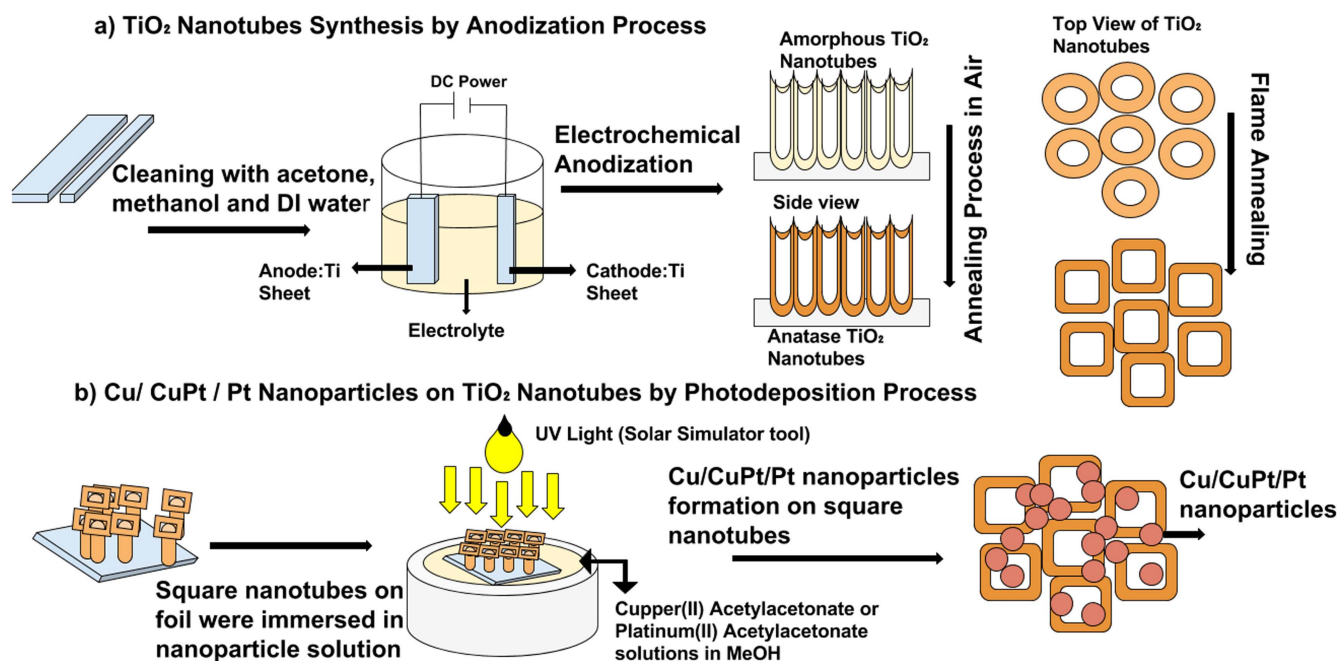 a) TiO₂ Nanotubes Synthesis by Anodization Process
DC Power
Cleaning with acetone,
methanol and DI water
Anode:Ti
Sheet
Cathode:Ti
Sheet
Electrolyte
Electrochemical
Anodization
Amorphous TiO₂
Nanotubes
Side view
Anatase TiO₂
Nanotubes
Annealing Process in Air
Top View of TiO₂
Nanotubes
Flame Annealing
b) Cu/ CuPt / Pt Nanoparticles on TiO₂ Nanotubes by Photodeposition Process
UV Light (Solar Simulator tool)
Square nanotubes on
foil were immersed in
nanoparticle solution
Cupper(II) Acetylacetonate or
Platinum(II) Acetylacetonate
solutions in MeOH
Cu/CuPt/Pt nanoparticles
formation on square
nanotubes
Cu/CuPt/Pt
nanoparticles